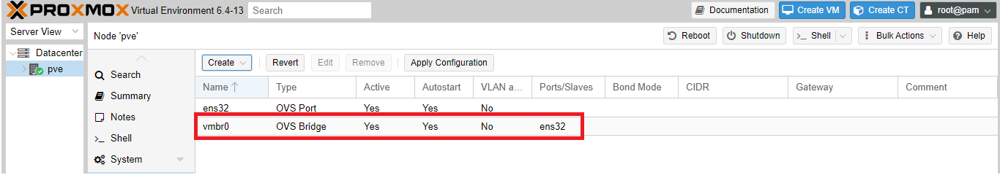 PROXMOX Virtual Environment 6.4-13 Search Documentation Create VM Create CT root@pam
Server View Node 'pve' Reboot Shutdown >_ Shell Bulk Actions Help
Datacenter
pve
Create Revert Edit Remove Apply Configuration
Search
Summary
Notes
>_ Shell
System
Name Type Active Autostart VLAN a... Ports/Slaves Bond Mode CIDR Gateway Comment
ens32 OVS Port Yes Yes No
vmbr0 OVS Bridge Yes Yes No ens32